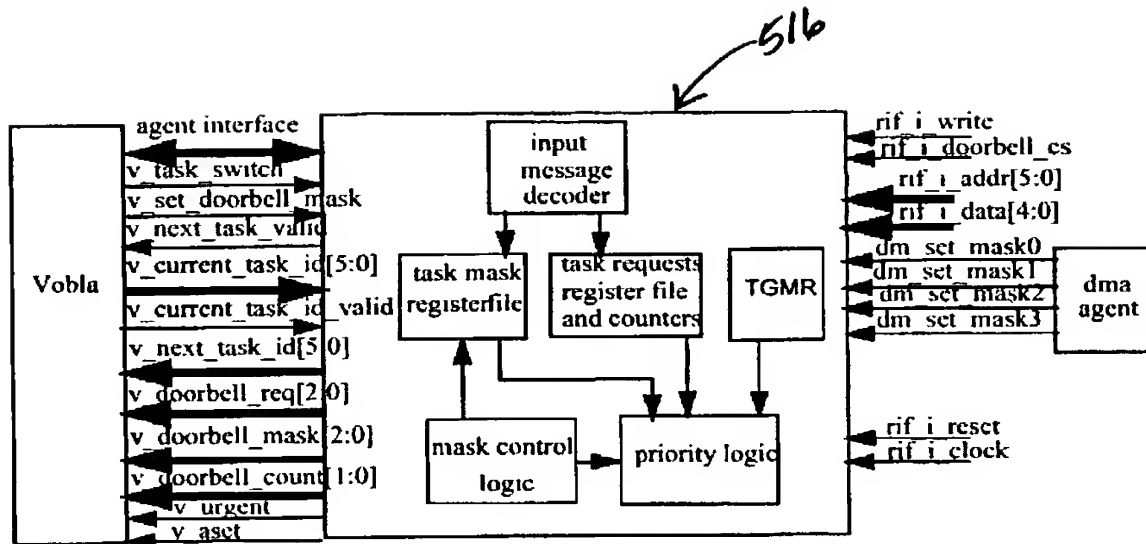 516
agent interface
v_task_switch
v_set_doorbell_mask
v_next_task_valid
v_current_task_id[5:0]
v_current_task_id_valid
v_next_task_id[5:0]
v_doorbell_req[2:0]
v_doorbell_mask[2:0]
v_doorbell_count[1:0]
v_urgent
v_aset
Vobla
input
message
decoder
task mask
registerfile
task requests
register file
and counters
TGMR
mask control
logic
priority logic
rif_i_write
rif_i_doorbell_cs
rif_i_addr[5:0]
rif_i_data[4:0]
dm_set_mask0
dm_set_mask1
dm_set_mask2
dm_set_mask3
dma
agent
rif_i_reset
rif_i_clock